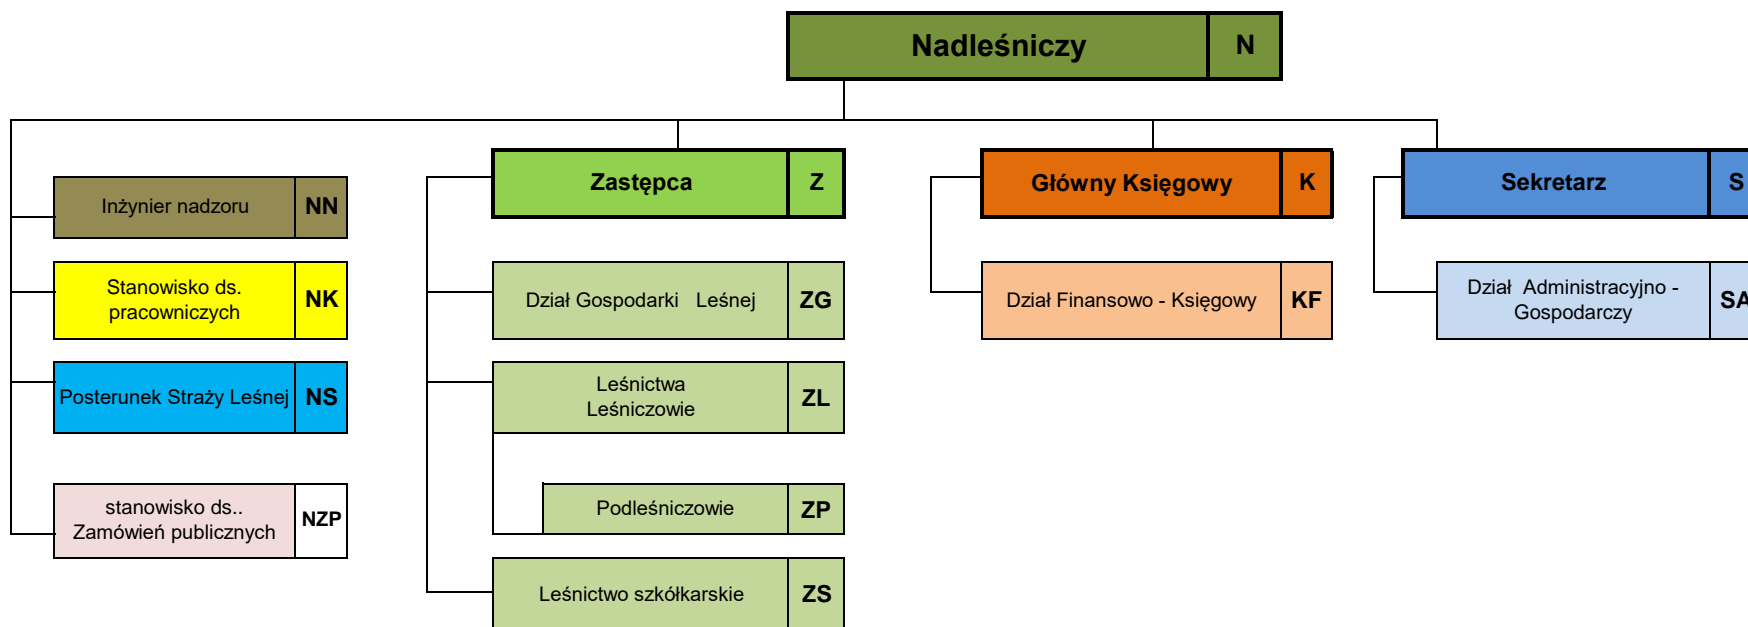 Nadleśniczy N
Zastępca Z
Główny Księgowy K
Sekretarz S
Inżynier nadzoru NN
Stanowisko ds.
pracowniczych NK
Posterunek Straży Leśnej NS
stanowisko ds..
Zamówień publicznych NZP
Dział Gospodarki Leśnej ZG
Leśnictwa
Leśniczowie ZL
Podleśniczowie ZP
Leśnictwo szkółkarskie ZS
Dział Finansowo - Księgowy KF
Dział Administracyjno -
Gospodarczy SA